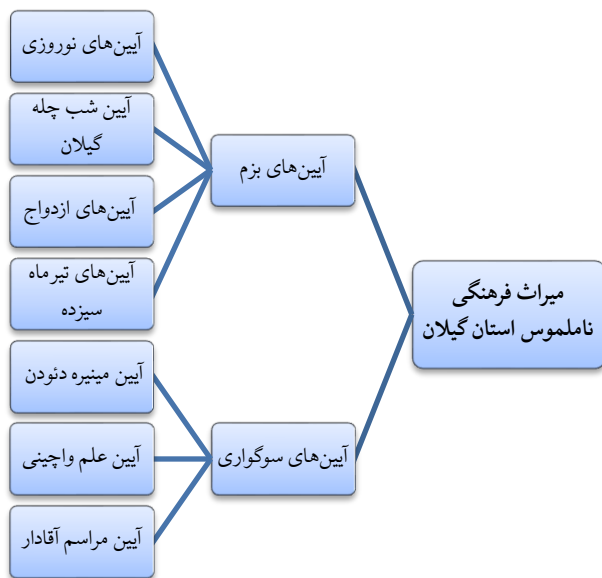 میراث فرهنگی
ناملموس استان گیلان
آیین‌های بزم
آیین‌های نوروزی
آیین شب چله
گیلان
آیین‌های ازدواج
آیین‌های تیرماه
سیزده
آیین‌های سوگواری
آیین مینیره دئودن
آیین علم واچینی
آیین مراسم آقادار